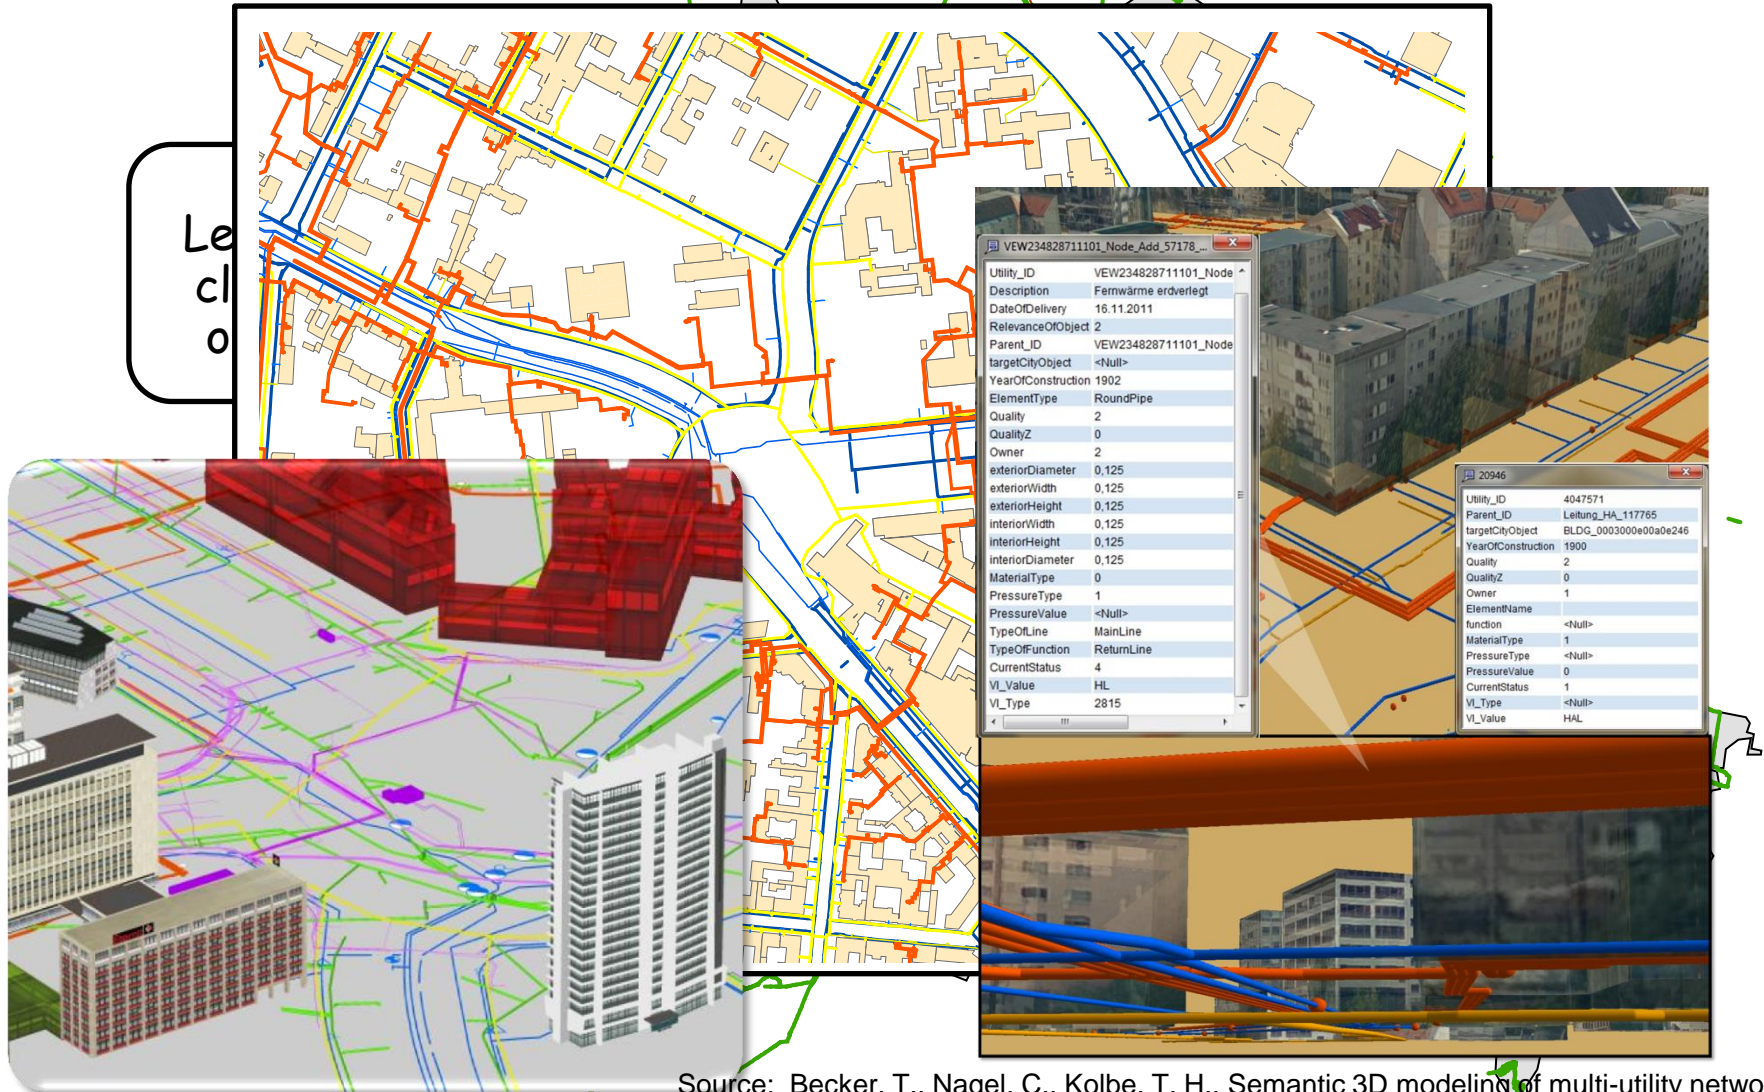 Le
cl
o
VEW234828711101_Node_Add_57178_...
Utility_ID VEW234828711101_Node
Description Fernwärme erdverlegt
DateOfDelivery 16.11.2011
RelevanceOfObject 2
Parent_ID VEW234828711101_Node
targetCityObject <Null>
YearOfConstruction 1902
ElementType RoundPipe
Quality 2
QualityZ 0
Owner 2
exteriorDiameter 0,125
exteriorWidth 0,125
exteriorHeight 0,125
interiorWidth 0,125
interiorHeight 0,125
interiorDiameter 0,125
MaterialType 0
PressureType 1
PressureValue <Null>
TypeOfLine MainLine
TypeOfFunction ReturnLine
CurrentStatus 4
VI_Value HL
VI_Type 2815
20946
Utility_ID 4047571
Parent_ID Leitung_HA_117765
targetCityObject BLDG_0003000e00a0e246
YearOfConstruction 1900
Quality 2
QualityZ 0
Owner 1
ElementName
function <Null>
MaterialType 1
PressureType <Null>
PressureValue 0
CurrentStatus 1
VI_Type <Null>
VI_Value HAL
Source: Becker, T., Nagel, C., Kolbe, T. H., Semantic 3D modeling of multi-utility netwo